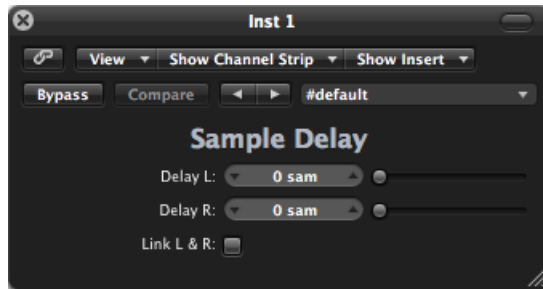 Inst 1
View Show Channel Strip Show Insert
Bypass Compare #default
Sample Delay
Delay L: 0 sam
Delay R: 0 sam
Link L & R: